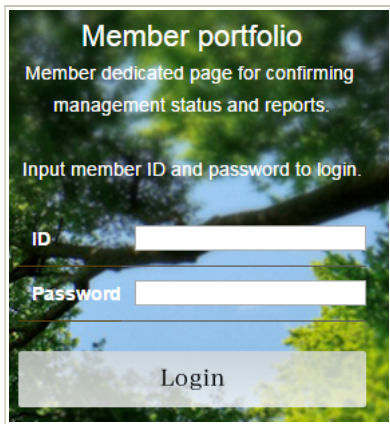 Member portfolio
Member dedicated page for confirming
management status and reports.
Input member ID and password to login.
ID
Password
Login